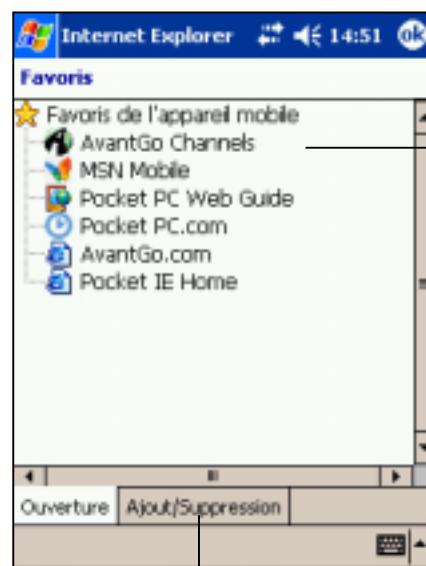 Internet Explorer 14:51 ok
Favoris
Favoris de l'appareil mobile
AvantGo Channels
MSN Mobile
Pocket PC Web Guide
Pocket PC.com
AvantGo.com
Pocket IE Home
Ouverture Ajout/Suppression